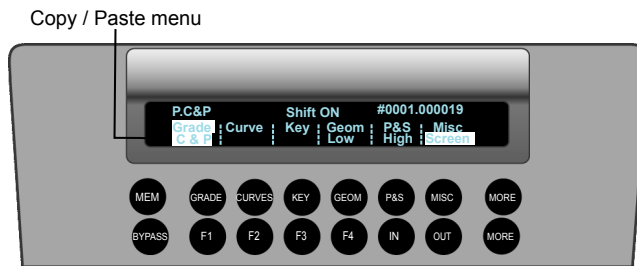 Copy / Paste menu
P.C&P Shift ON #0001.000019
Grade Curve Key Geom P&S Misc
C & P Low High Screen
MEM GRADE CURVES KEY GEOM P&S MISC MORE
BYPASS F1 F2 F3 F4 IN OUT MORE